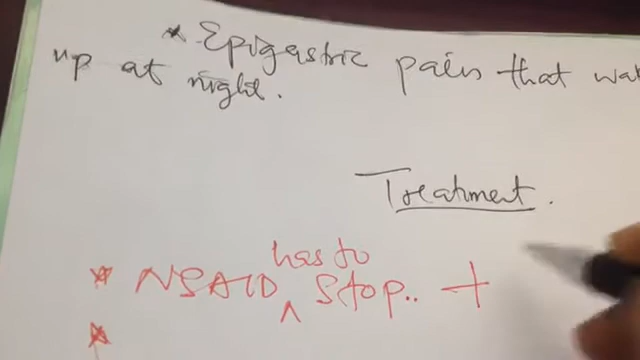 * Epigastric pain that wak
up at night.
Treatment.
* NSAID ^ has to stop.. +
*